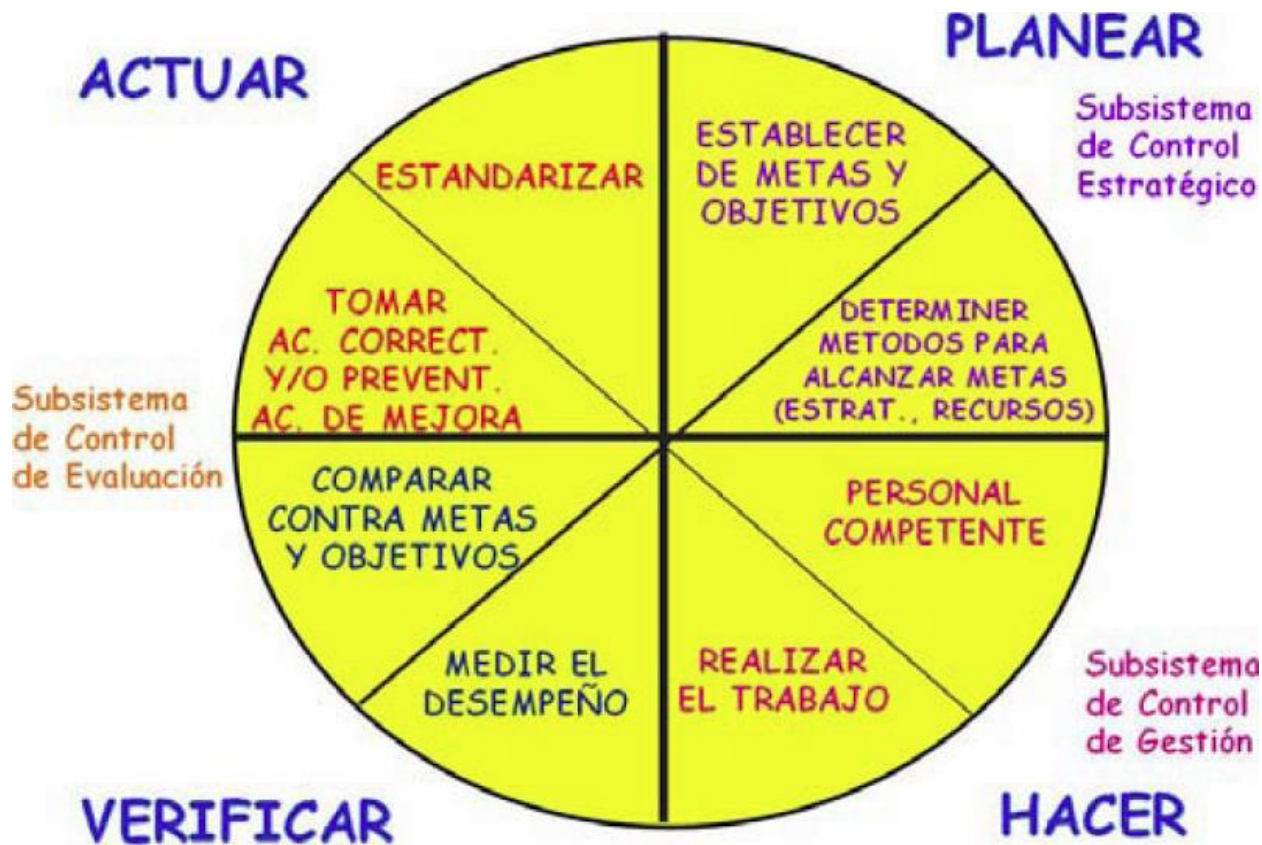 PLANEAR
Subsistema
de Control
Estratégico
ESTABLECER
DE METAS Y
OBJETIVOS
DETERMINER
METODOS PARA
ALCANZAR METAS
(ESTRAT., RECURSOS)
PERSONAL
COMPETENTE
REALIZAR
EL TRABAJO
Subsistema
de Control
de Gestión
HACER
MEDIR EL
DESEMPEÑO
COMPARAR
CONTRA METAS
Y OBJETIVOS
VERIFICAR
Subsistema
de Control
de Evaluación
TOMAR
AC. CORRECT.
Y/O PREVENT.
AC. DE MEJORA
ESTANDARIZAR
ACTUAR